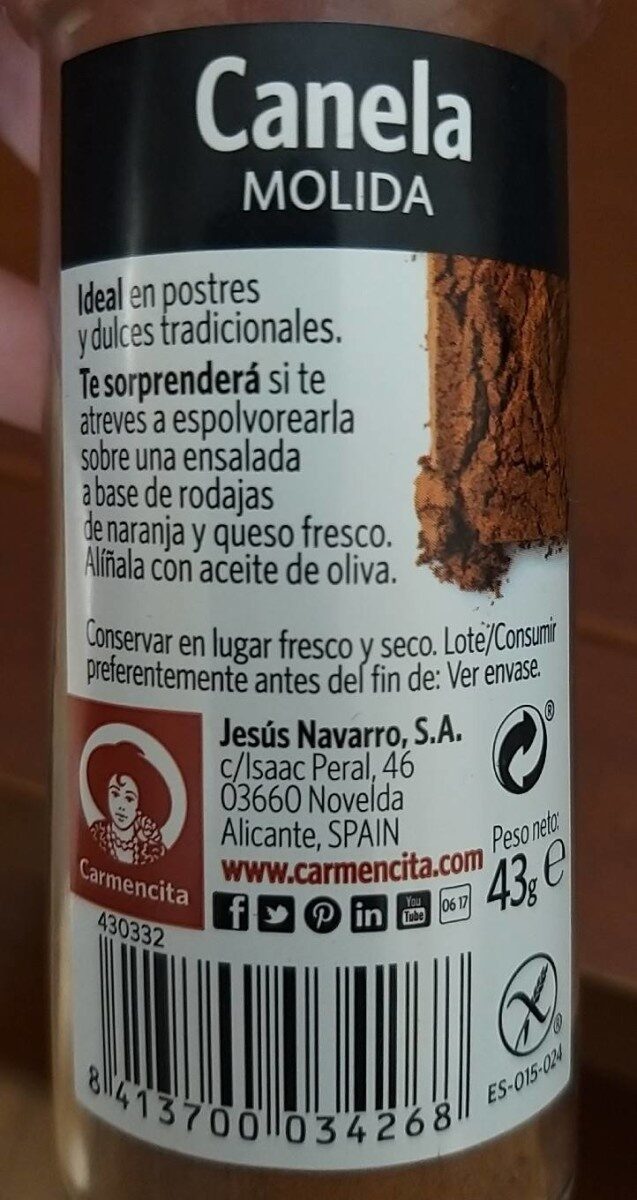 Canela
MOLIDA
Ideal en postres
y dulces tradicionales.
Te sorprenderá si te
atreves a espolvorearla
sobre una ensalada
a base de rodajas
de naranja y queso fresco.
Alíñala con aceite de oliva.
Conservar en lugar fresco y seco. Lote/Consumir
preferentemente antes del fin de: Ver envase.
Jesús Navarro, S.A.
c/Isaac Peral, 46
03660 Novelda
Alicante, SPAIN
www.carmencita.com
Carmencita
®
Peso neto:
43g e
f in You Tube 06 17
430332
8 413700 034268
®
ES-015-024